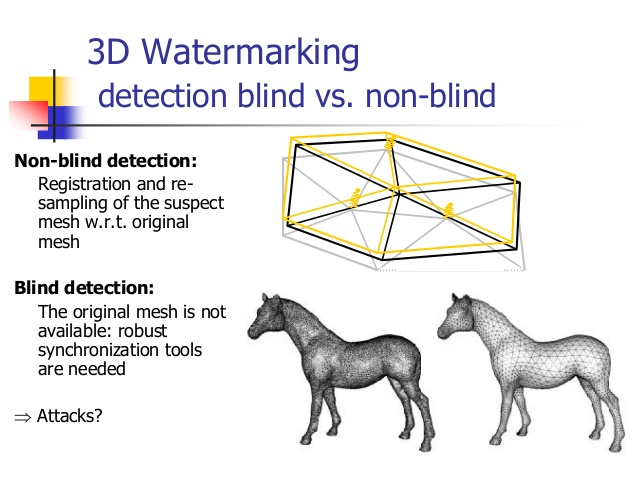 3D Watermarking
detection blind vs. non-blind
Non-blind detection:
Registration and re-
sampling of the suspect
mesh w.r.t. original
mesh
Blind detection:
The original mesh is not
available: robust
synchronization tools
are needed
⇒ Attacks?